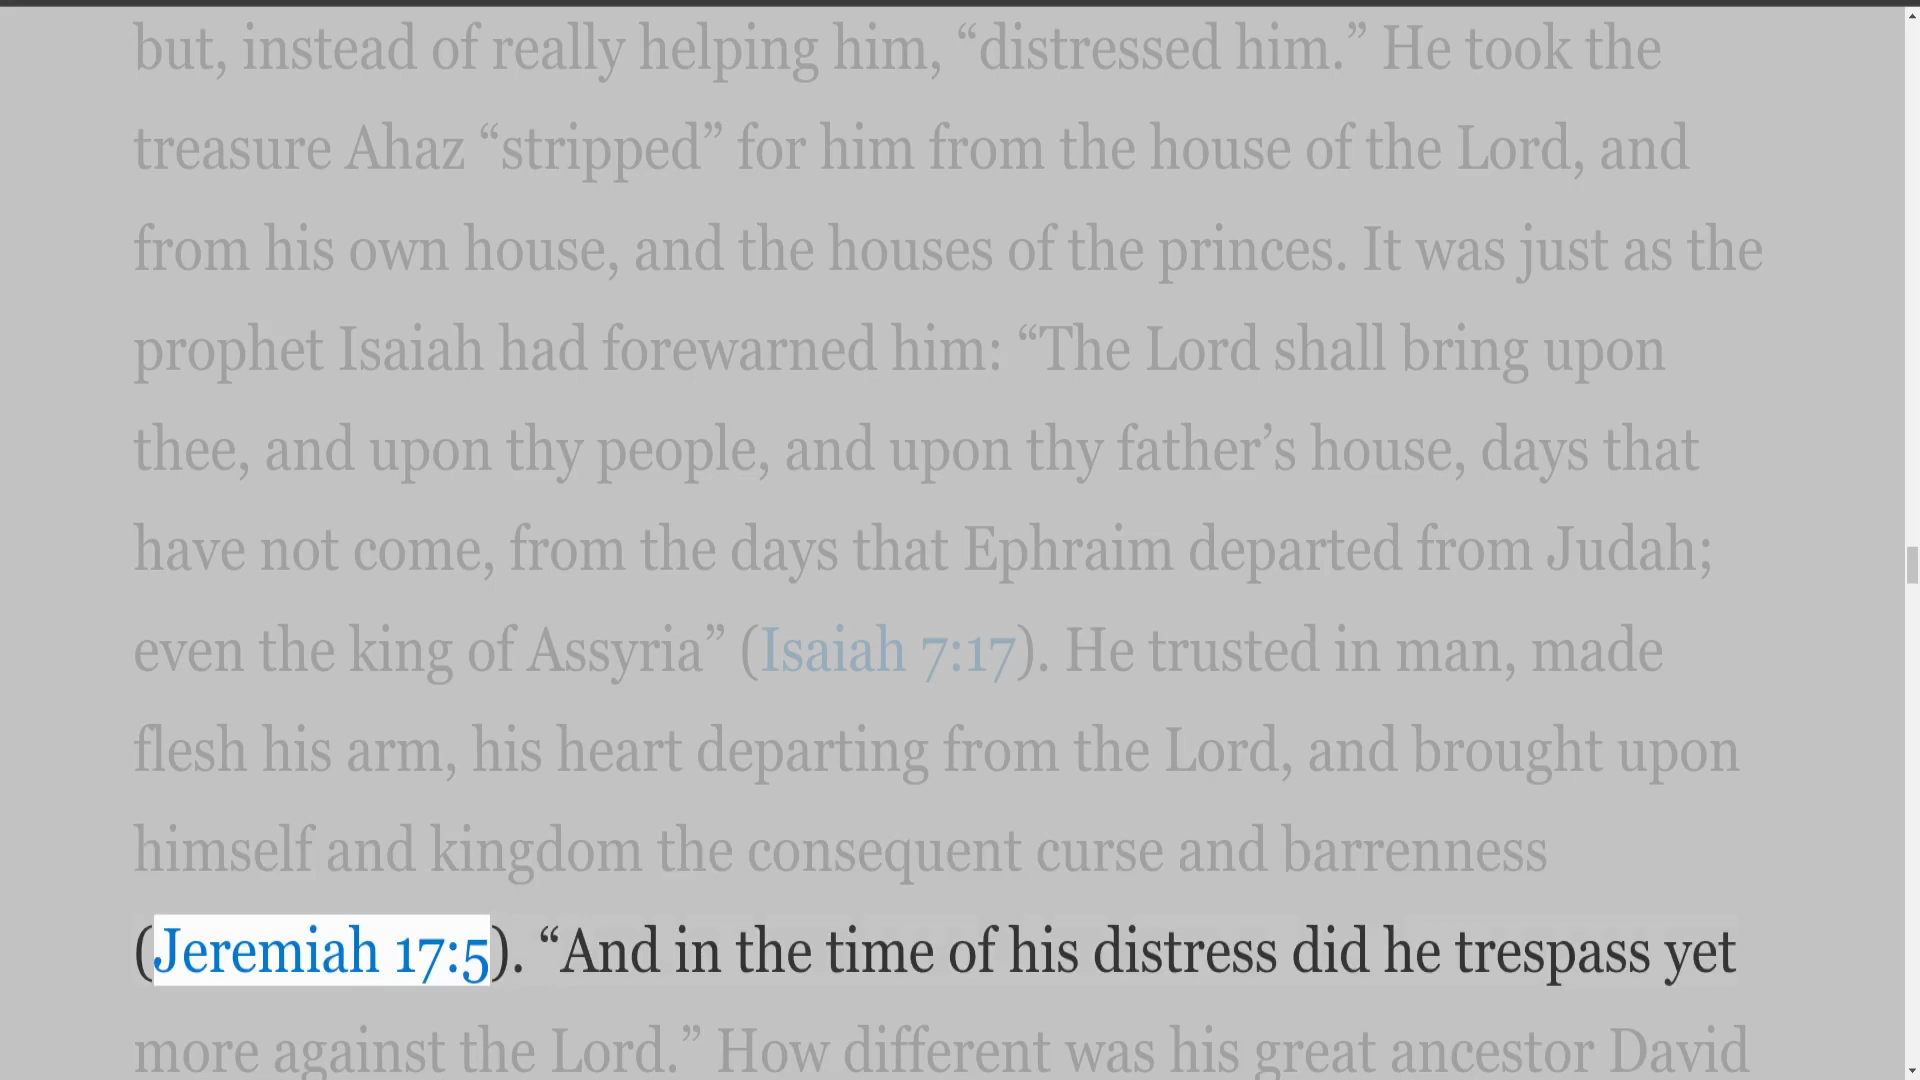 but, instead of really helping him, “distressed him.” He took the
treasure Ahaz “stripped” for him from the house of the Lord, and
from his own house, and the houses of the princes. It was just as the
prophet Isaiah had forewarned him: “The Lord shall bring upon
thee, and upon thy people, and upon thy father’s house, days that
have not come, from the days that Ephraim departed from Judah;
even the king of Assyria” (Isaiah 7:17). He trusted in man, made
flesh his arm, his heart departing from the Lord, and brought upon
himself and kingdom the consequent curse and barrenness
(Jeremiah 17:5). “And in the time of his distress did he trespass yet
more against the Lord.” How different was his great ancestor David